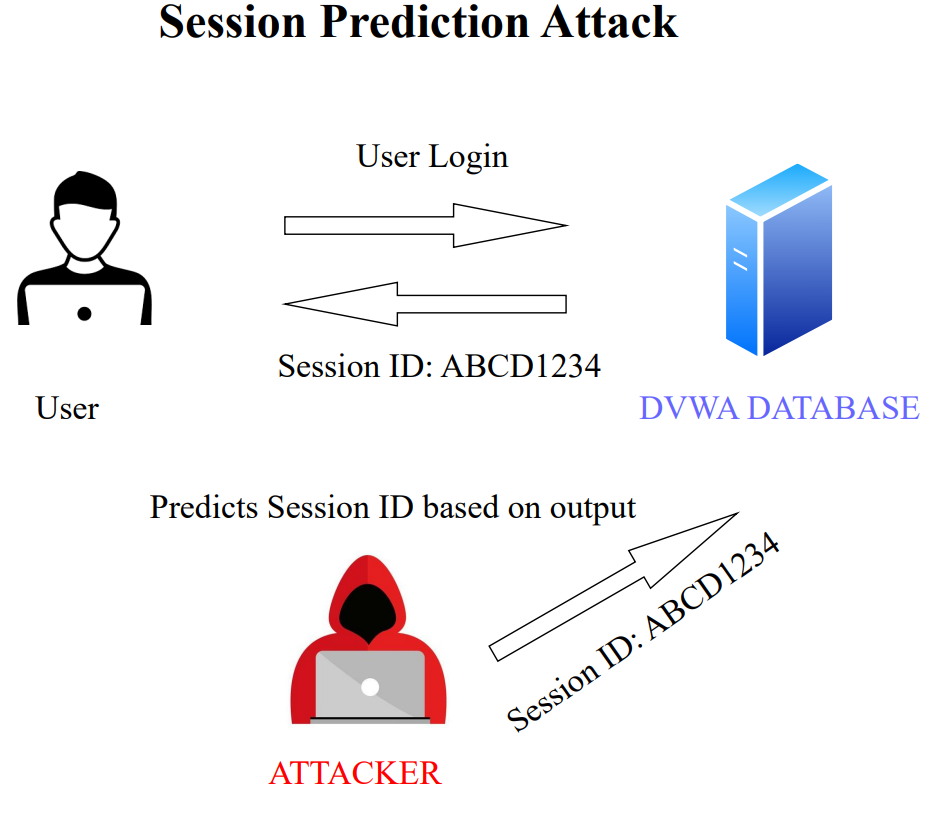 Session Prediction Attack
User Login
Session ID: ABCD1234
User
DVWA DATABASE
Predicts Session ID based on output
Session ID: ABCD1234
ATTACKER